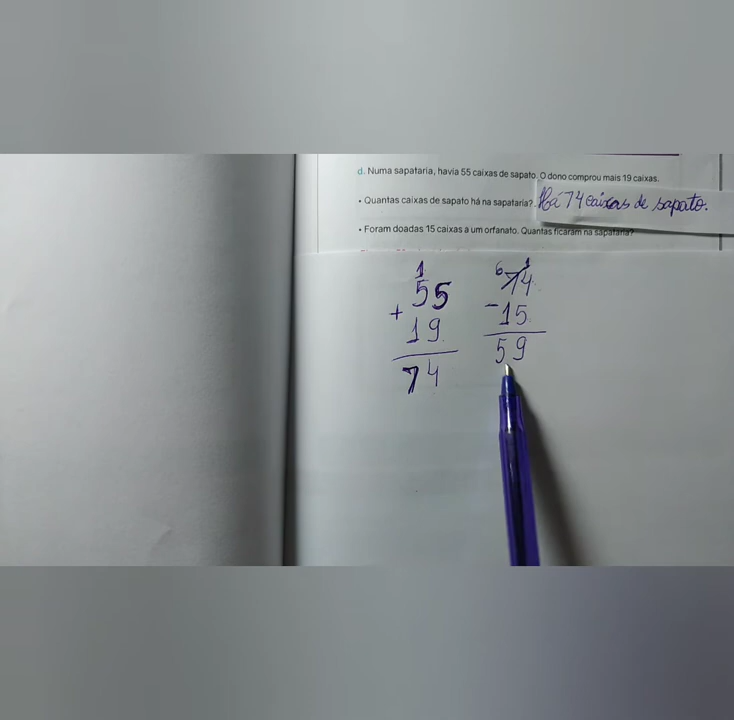 d. Numa sapataria, havia 55 caixas de sapato. O dono comprou mais 19 caixas.
• Quantas caixas de sapato há na sapataria? Há 74 caixas de sapato.
• Foram doadas 15 caixas a um orfanato. Quantas ficaram na sapataria?
1
55
+ 19
74
6 1
74
- 15
59